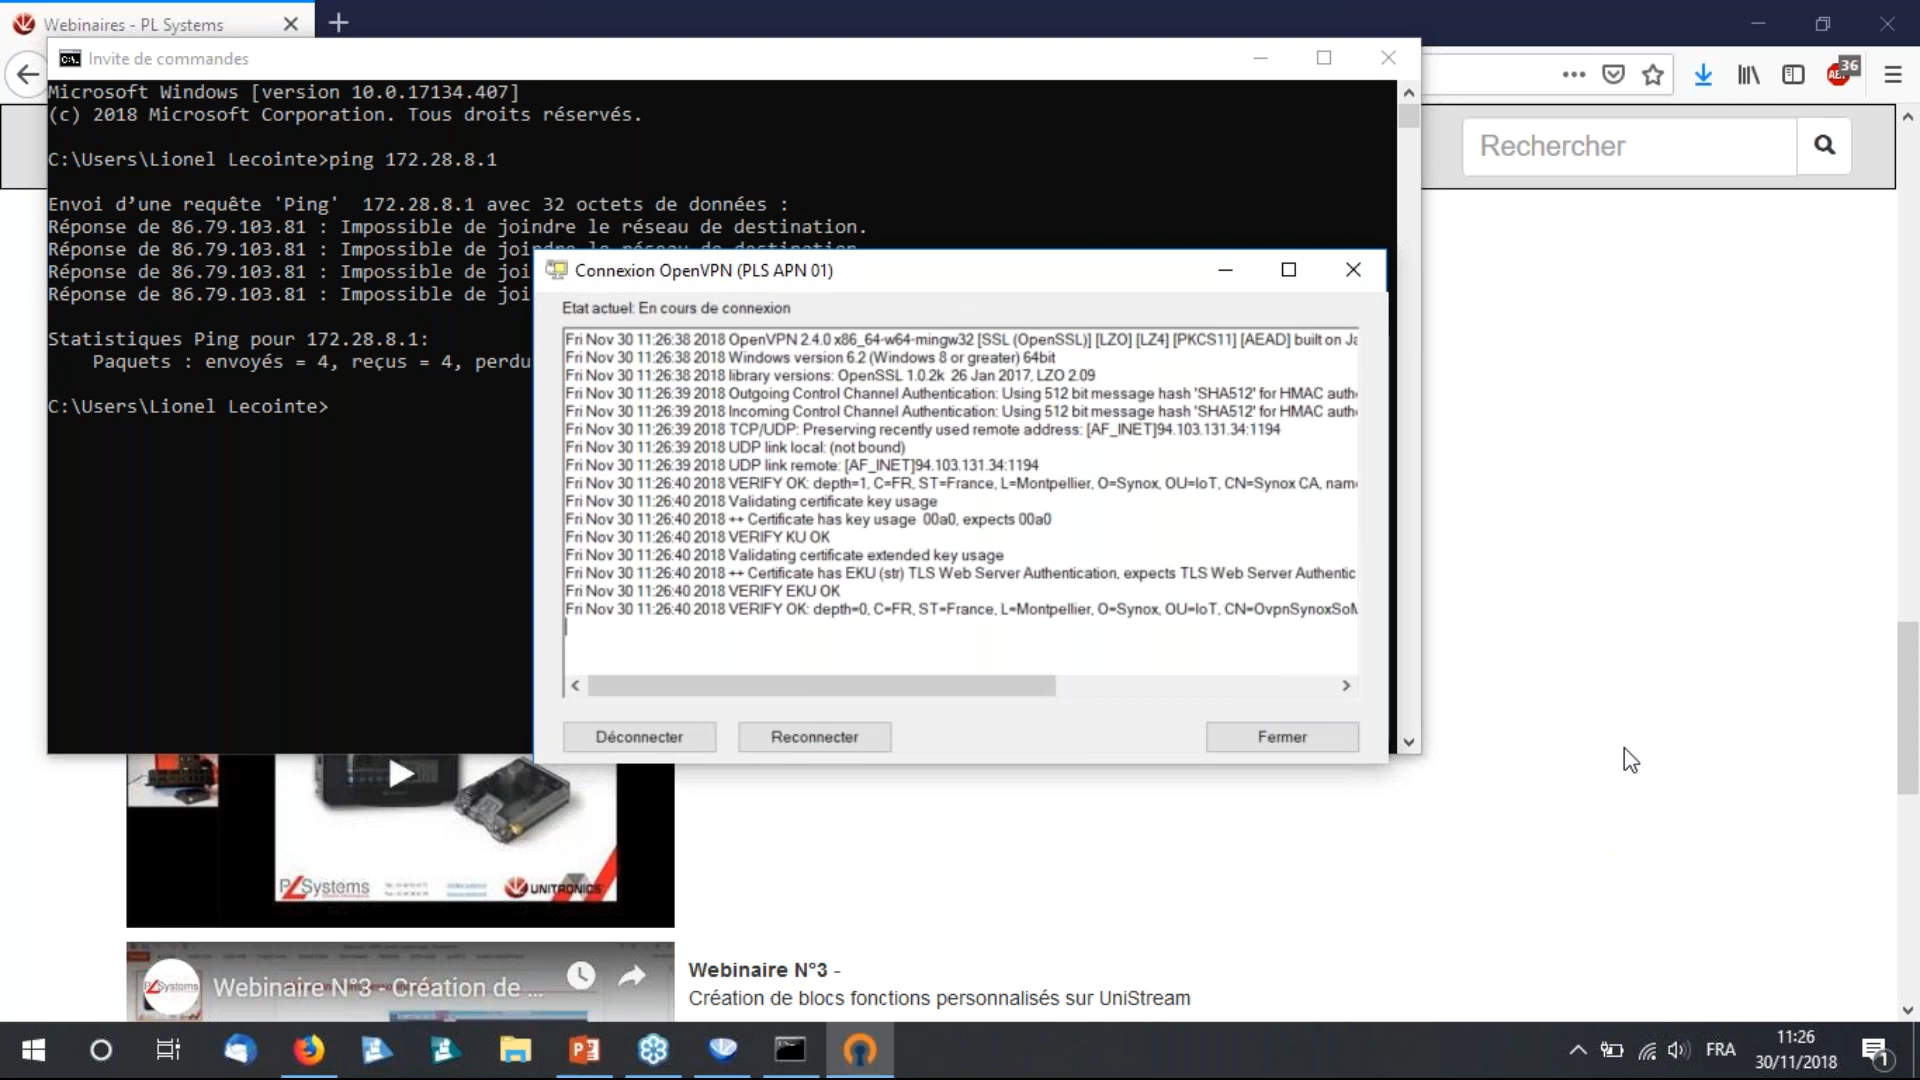 Webinaires - PL Systems
Invite de commandes
36
Rechercher
Microsoft Windows [version 10.0.17134.407]
(c) 2018 Microsoft Corporation. Tous droits réservés.
C:\Users\Lionel Lecointe>ping 172.28.8.1
Envoi d’une requête 'Ping'  172.28.8.1 avec 32 octets de données :
Réponse de 86.79.103.81 : Impossible de joindre le réseau de destination.
Réponse de 86.79.103.81 : Impossible de joindre le réseau de destination.
Réponse de 86.79.103.81 : Impossible de joi
Réponse de 86.79.103.81 : Impossible de joi
Statistiques Ping pour 172.28.8.1:
Paquets : envoyés = 4, reçus = 4, perdu
C:\Users\Lionel Lecointe>
Connexion OpenVPN (PLS APN 01)
Etat actuel: En cours de connexion
Fri Nov 30 11:26:38 2018 OpenVPN 2.4.0 x86_64-w64-mingw32 [SSL (OpenSSL)] [LZO] [LZ4] [PKCS11] [AEAD] built on Ja
Fri Nov 30 11:26:38 2018 Windows version 6.2 (Windows 8 or greater) 64bit
Fri Nov 30 11:26:38 2018 library versions: OpenSSL 1.0.2k  26 Jan 2017, LZO 2.09
Fri Nov 30 11:26:39 2018 Outgoing Control Channel Authentication: Using 512 bit message hash 'SHA512' for HMAC auth
Fri Nov 30 11:26:39 2018 Incoming Control Channel Authentication: Using 512 bit message hash 'SHA512' for HMAC auth
Fri Nov 30 11:26:39 2018 TCP/UDP: Preserving recently used remote address: [AF_INET]94.103.131.34:1194
Fri Nov 30 11:26:39 2018 UDP link local: (not bound)
Fri Nov 30 11:26:39 2018 UDP link remote: [AF_INET]94.103.131.34:1194
Fri Nov 30 11:26:40 2018 VERIFY OK: depth=1, C=FR, ST=France, L=Montpellier, O=Synox, OU=IoT, CN=Synox CA, nam
Fri Nov 30 11:26:40 2018 Validating certificate key usage
Fri Nov 30 11:26:40 2018 ++ Certificate has key usage  00a0, expects 00a0
Fri Nov 30 11:26:40 2018 VERIFY KU OK
Fri Nov 30 11:26:40 2018 Validating certificate extended key usage
Fri Nov 30 11:26:40 2018 ++ Certificate has EKU (str) TLS Web Server Authentication, expects TLS Web Server Authentic
Fri Nov 30 11:26:40 2018 VERIFY EKU OK
Fri Nov 30 11:26:40 2018 VERIFY OK: depth=0, C=FR, ST=France, L=Montpellier, O=Synox, OU=IoT, CN=OvpnSynoxSoM
Déconnecter
Reconnecter
Fermer
PLSystems
UNITRONICS
PLSystems
Webinaire N°3 - Création de ...
Webinaire N°3 -
Création de blocs fonctions personnalisés sur UniStream
FRA
11:26
30/11/2018
1